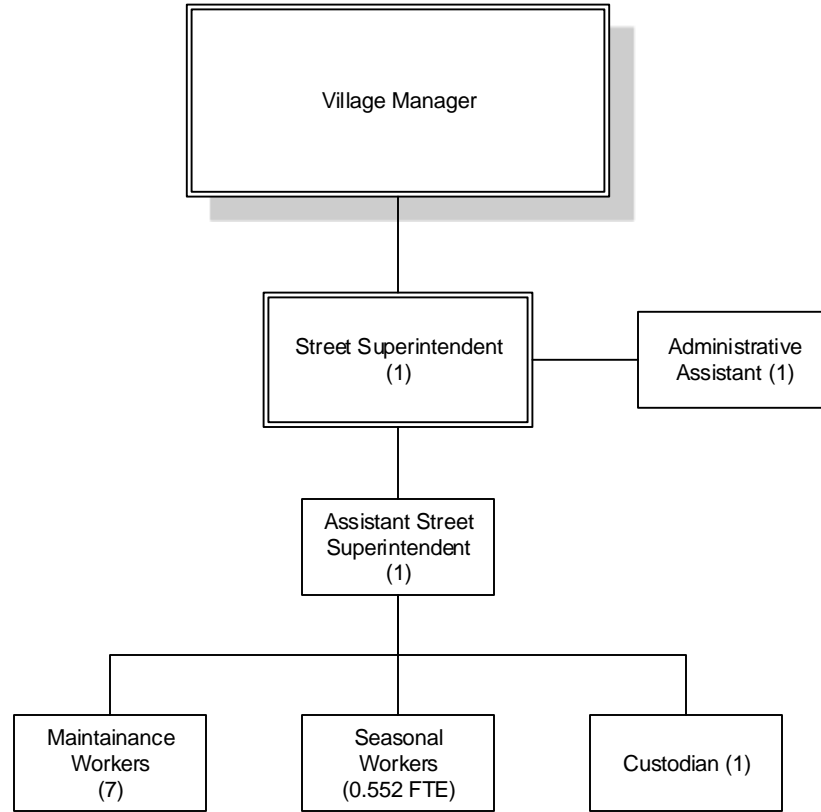 Village Manager
Street Superintendent
(1)
Administrative
Assistant (1)
Assistant Street
Superintendent
(1)
Maintainance
Workers
(7)
Seasonal
Workers
(0.552 FTE)
Custodian (1)